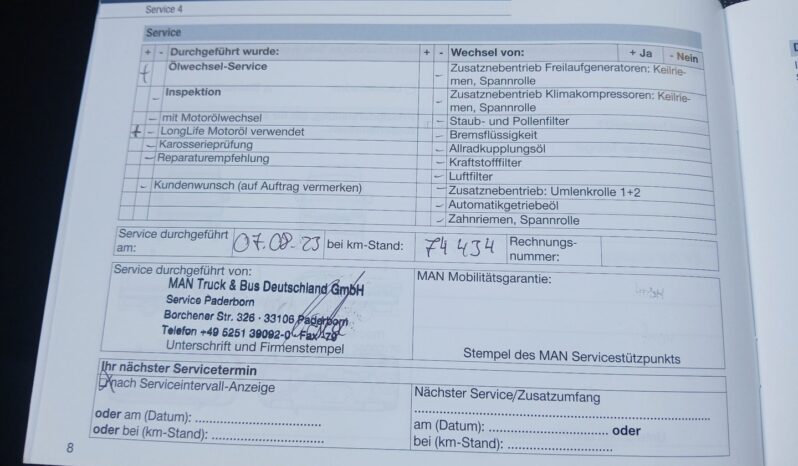 Service 4
Service
+ - Durchgeführt wurde:
+ Ölwechsel-Service
- Inspektion
- mit Motorölwechsel
+ - LongLife Motoröl verwendet
- Karosserieprüfung
- Reparaturempfehlung
- Kundenwunsch (auf Auftrag vermerken)
+ - Wechsel von: + Ja - Nein
- Zusatznebentrieb Freilaufgeneratoren: Keilrie-
men, Spannrolle
- Zusatznebentrieb Klimakompressoren: Keilrie-
men, Spannrolle
- Staub- und Pollenfilter
- Bremsflüssigkeit
- Allradkupplungsöl
- Kraftstofffilter
- Luftfilter
- Zusatznebentrieb: Umlenkrolle 1+2
- Automatikgetriebeöl
- Zahnriemen, Spannrolle
Service durchgeführt
am: 07.08-23 bei km-Stand: 74 434 Rechnungs-
nummer:
Service durchgeführt von:
MAN Truck & Bus Deutschland GmbH
Service Paderborn
Borchener Str. 326 · 33106 Paderborn
Telefon +49 5251 39092-0 · Fax -79
Unterschrift und Firmenstempel
MAN Mobilitätsgarantie:
Stempel des MAN Servicestützpunkts
Ihr nächster Servicetermin
nach Serviceintervall-Anzeige
oder am (Datum): ..............................
oder bei (km-Stand): ..........................
Nächster Service/Zusatzumfang
............................................................
am (Datum): .............................. oder
bei (km-Stand): ..........................
8